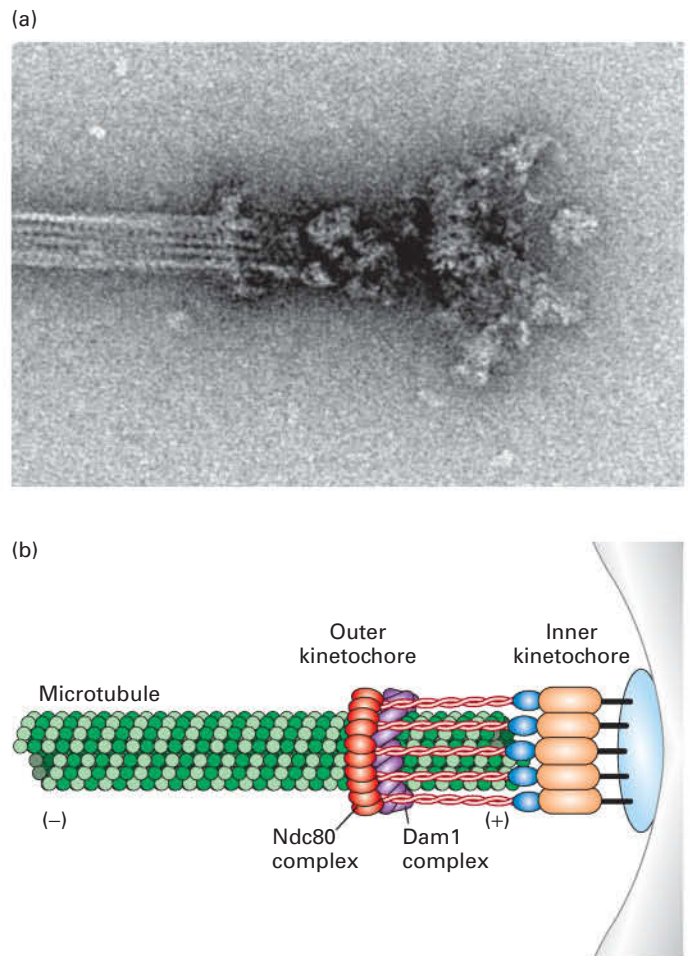 (a)
(b)
Outer
kinetochore
Inner
kinetochore
Microtubule
(−)
(+)
Ndc80
complex
Dam1
complex